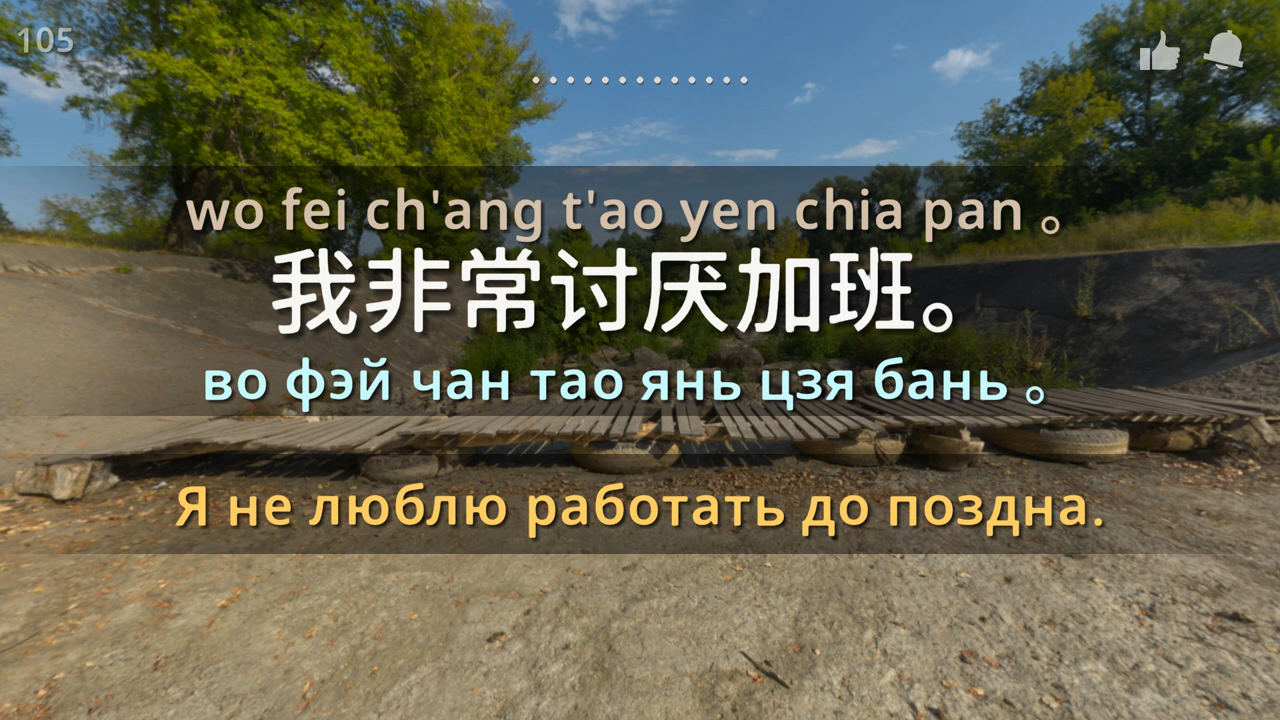 105
wo fei ch'ang t'ao yen chia pan 。
我非常讨厌加班。
во фэй чан тао янь цзя бань 。
Я не люблю работать до поздна.